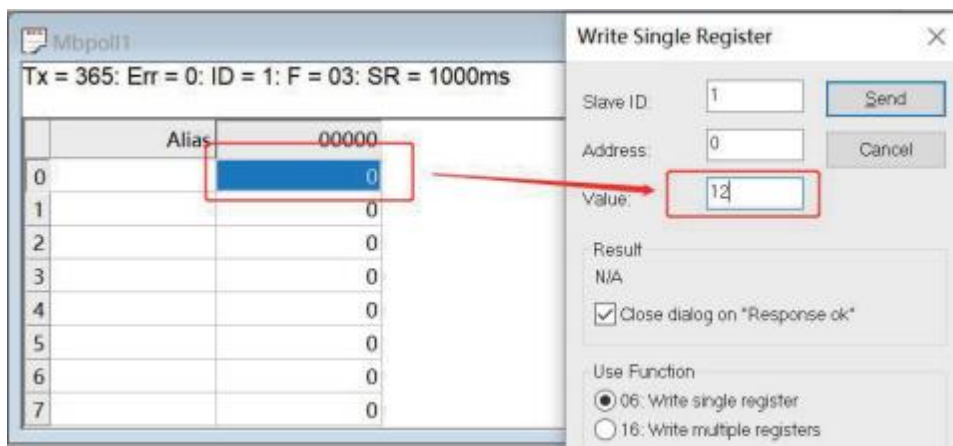 Mbpoll1
Tx = 365: Err = 0: ID = 1: F = 03: SR = 1000ms
Alias 00000
0 0
1 0
2 0
3 0
4 0
5 0
6 0
7 0
Write Single Register
Slave ID: 1 Send
Address: 0 Cancel
Value: 12
Result
N/A
Close dialog on "Response ok"
Use Function
06: Write single register
16: Write multiple registers